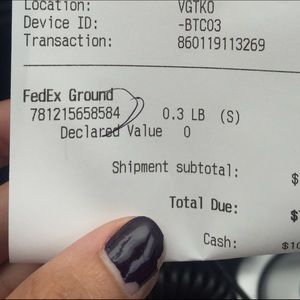 Location: VGTKO
Device ID: -BTC03
Transaction: 860119113269
FedEx Ground
781215658584 0.3 LB (S)
Declared Value 0
Shipment subtotal: $
Total Due: $
Cash: $10